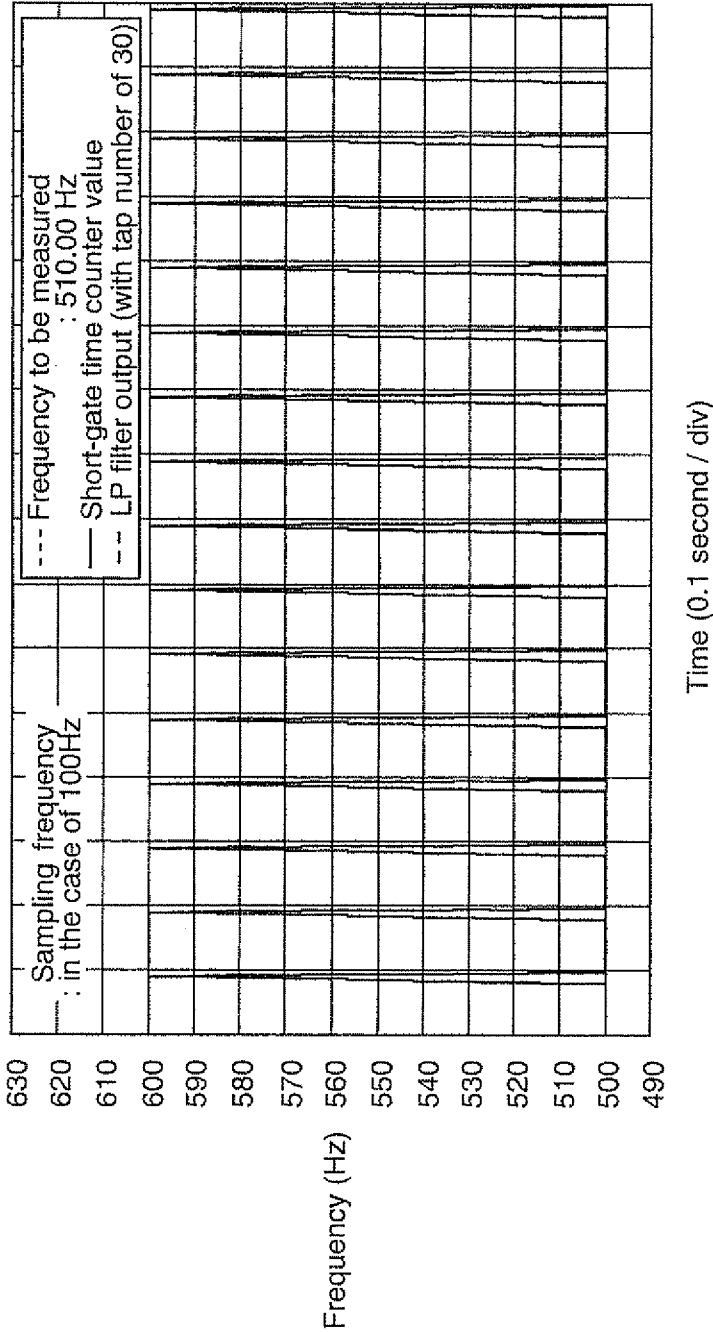 Sampling frequency
: in the case of 100Hz
--- Frequency to be measured
: 510.00 Hz
— Short-gate time counter value
-- LP filter output (with tap number of 30)
630
620
610
600
590
580
570
560
550
540
530
520
510
500
490
Frequency (Hz)
Time (0.1 second / div)